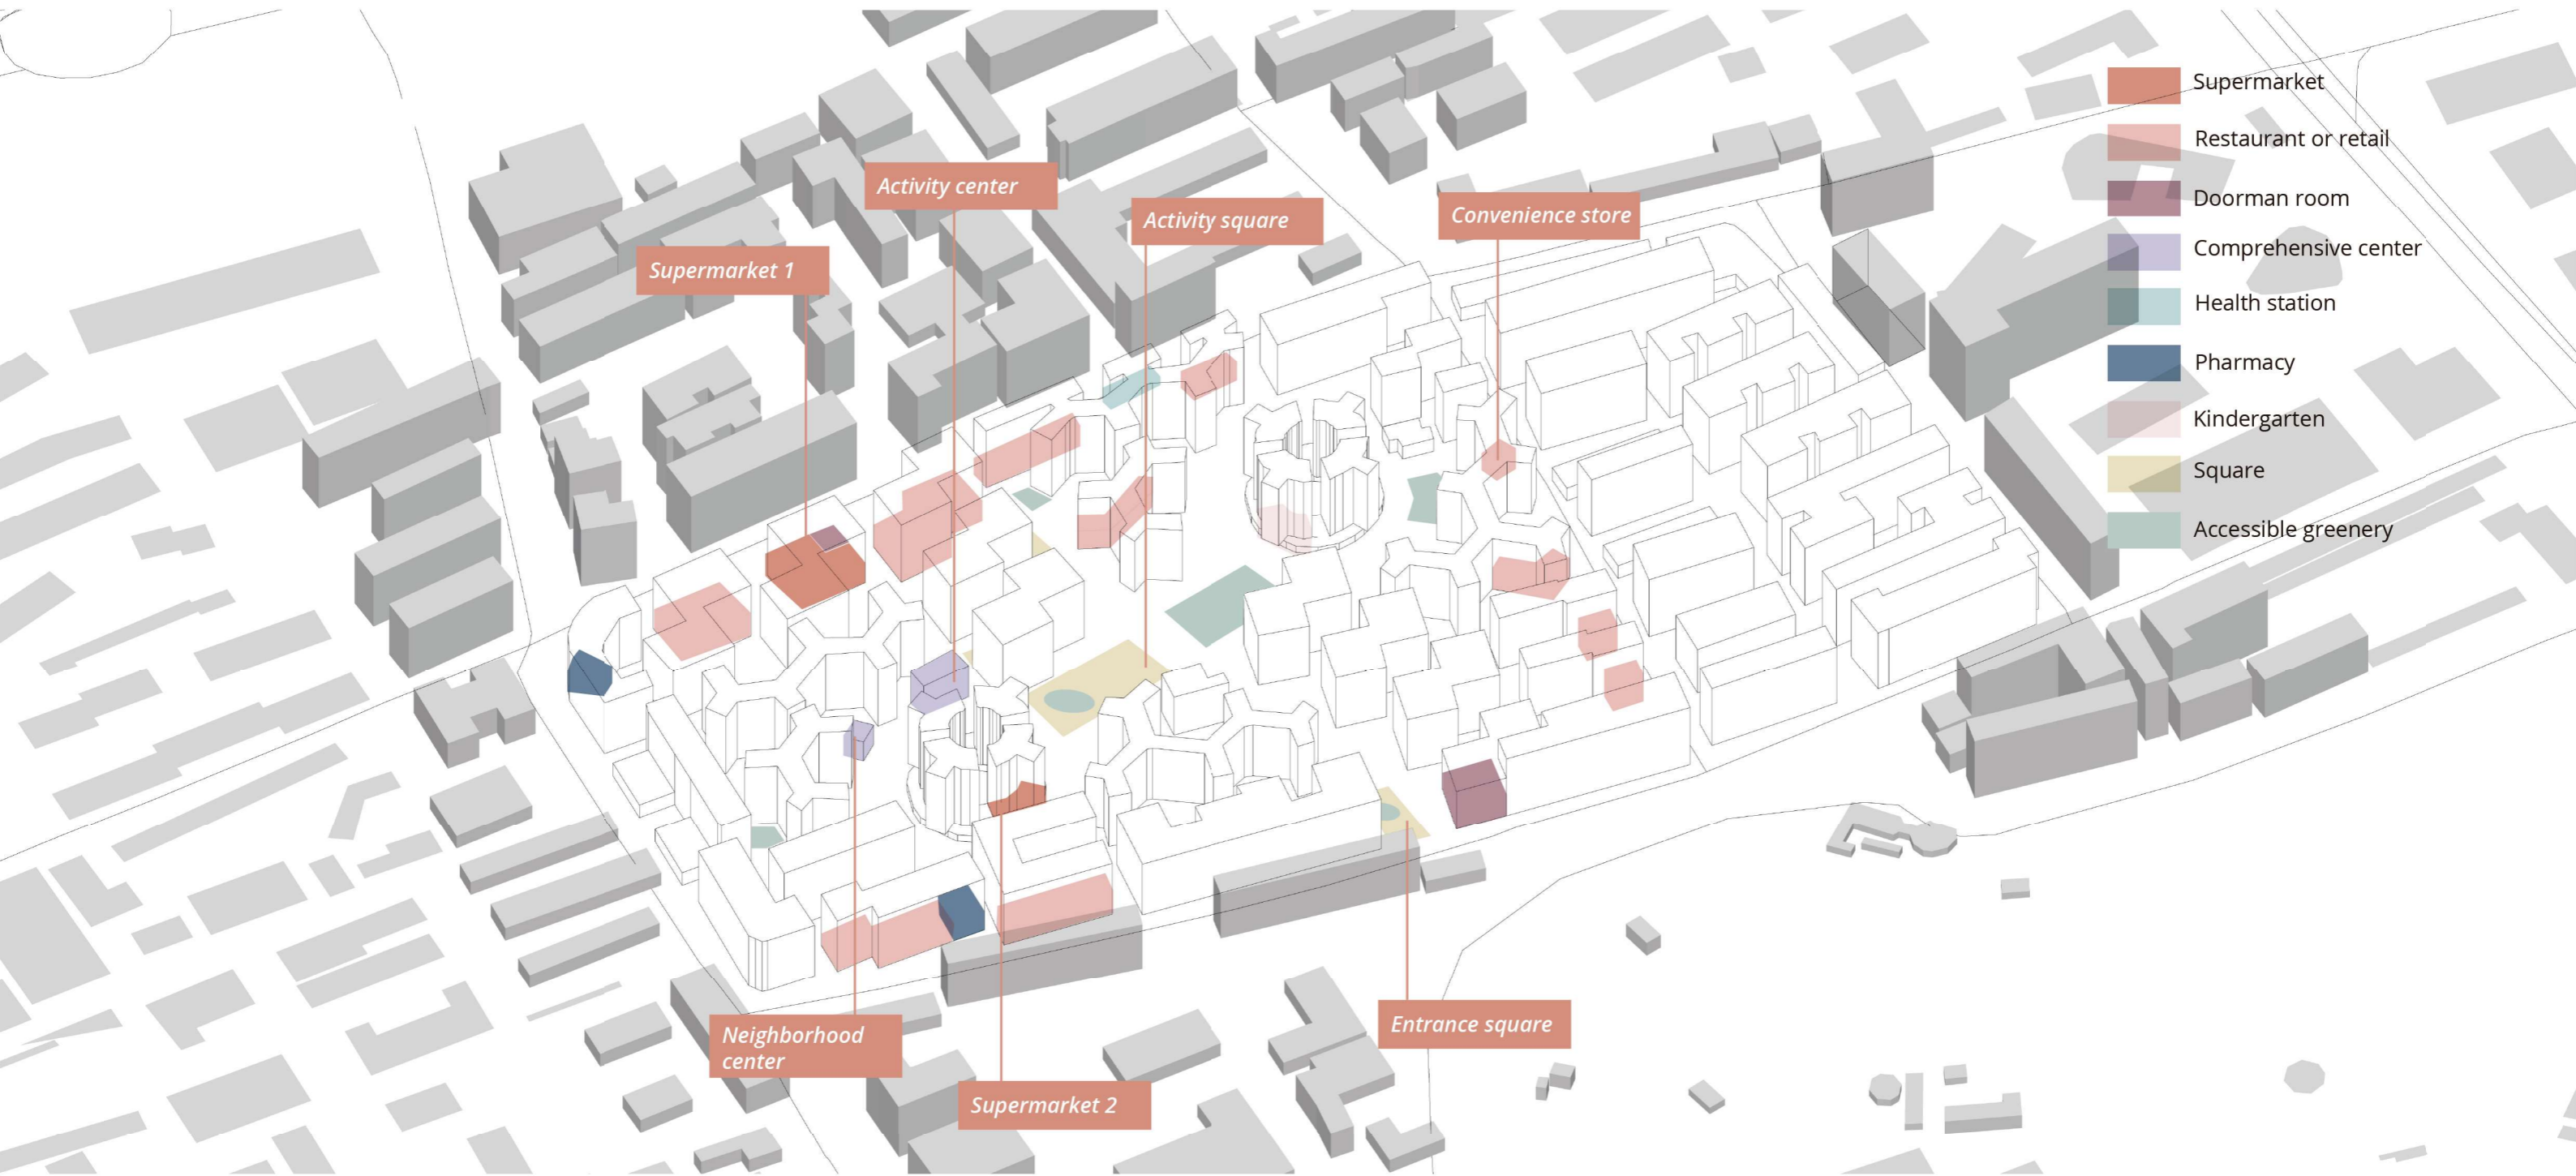 Activity center
Activity square
Convenience store
Supermarket 1
Neighborhood
center
Supermarket 2
Entrance square
Supermarket
Restaurant or retail
Doorman room
Comprehensive center
Health station
Pharmacy
Kindergarten
Square
Accessible greenery